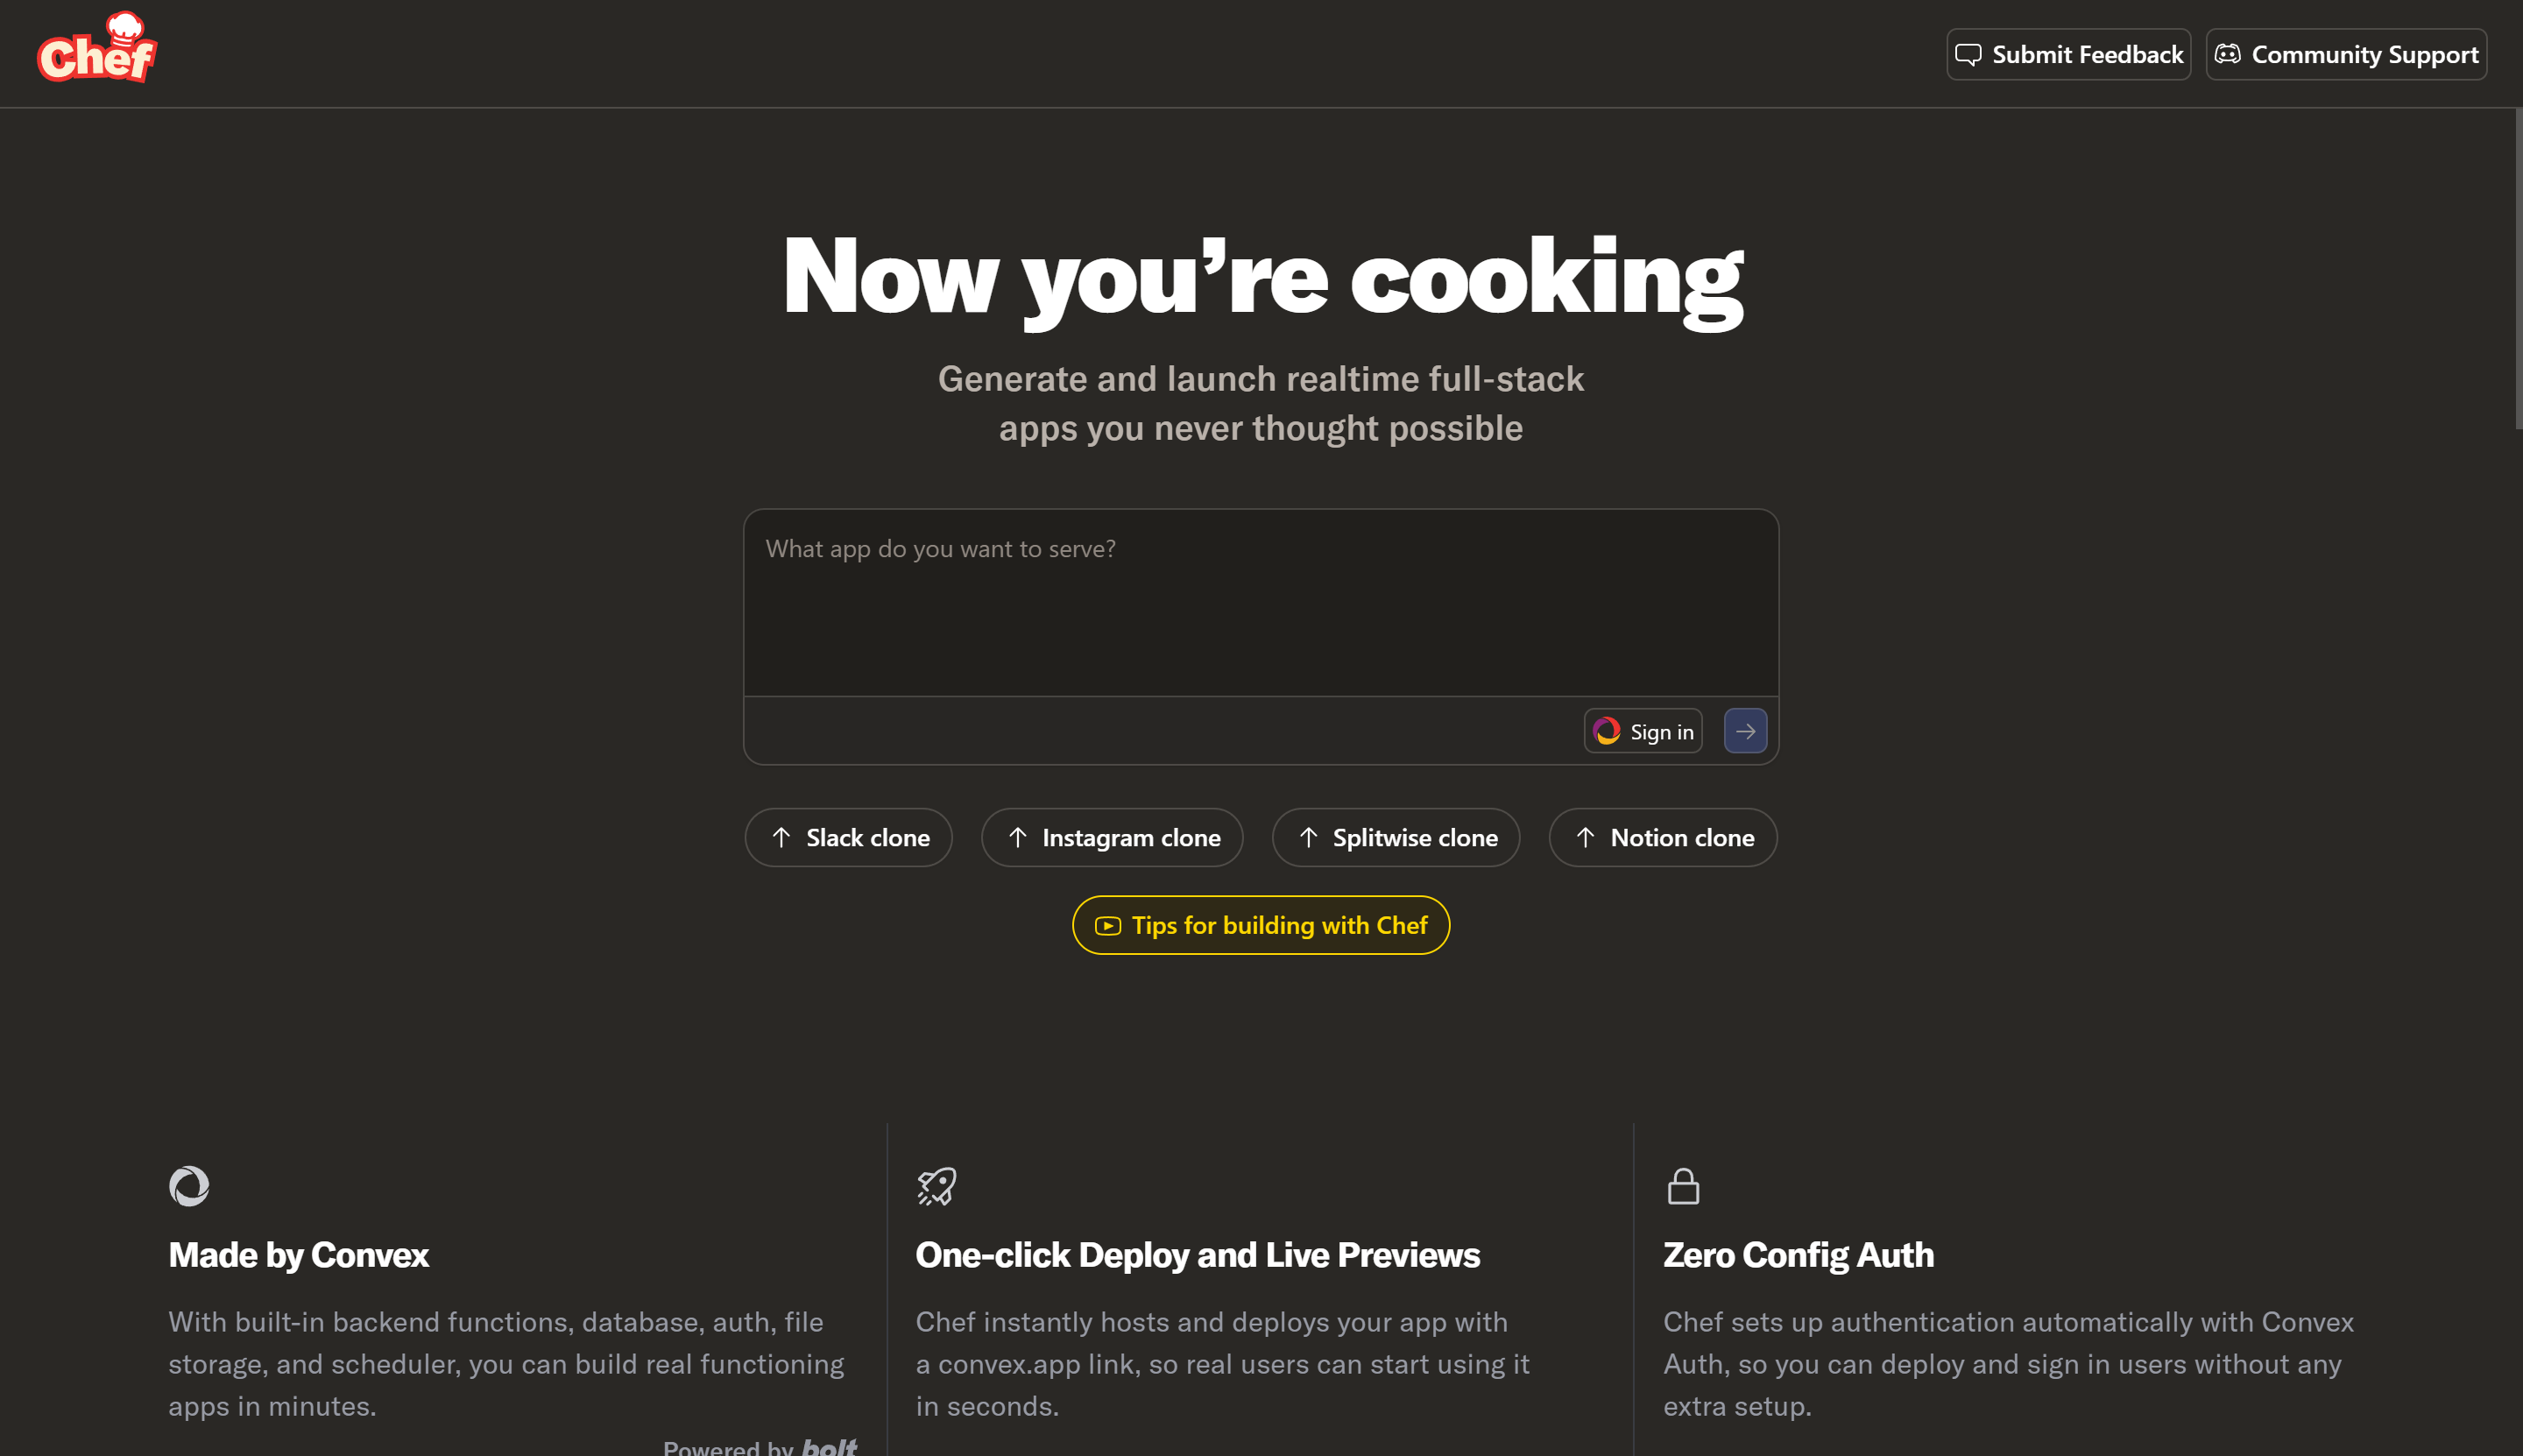 Chef
Submit Feedback
Community Support
Now you’re cooking
Generate and launch realtime full-stack
apps you never thought possible
What app do you want to serve?
Sign in
Slack clone
Instagram clone
Splitwise clone
Notion clone
Tips for building with Chef
Made by Convex
With built-in backend functions, database, auth, file
storage, and scheduler, you can build real functioning
apps in minutes.
Powered by bolt
One-click Deploy and Live Previews
Chef instantly hosts and deploys your app with
a convex.app link, so real users can start using it
in seconds.
Zero Config Auth
Chef sets up authentication automatically with Convex
Auth, so you can deploy and sign in users without any
extra setup.